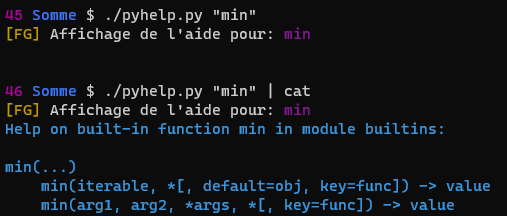 45 Somme $ ./pyhelp.py "min"
[FG] Affichage de l'aide pour: min
46 Somme $ ./pyhelp.py "min" | cat
[FG] Affichage de l'aide pour: min
Help on built-in function min in module builtins:
min(...)
    min(iterable, *[, default=obj, key=func]) -> value
    min(arg1, arg2, *args, *[, key=func]) -> value